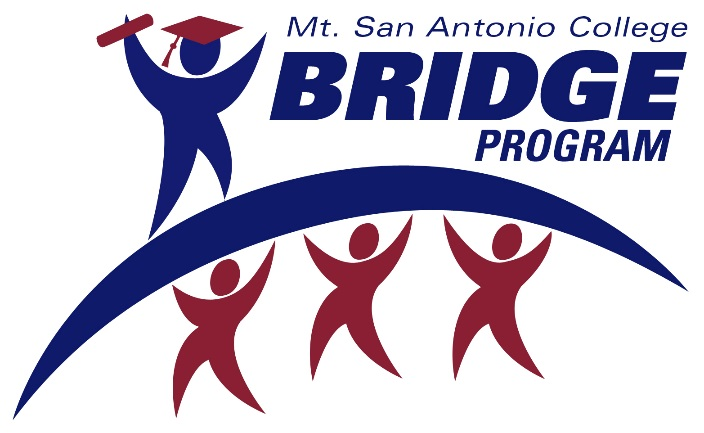 Mt. San Antonio College
BRIDGE
PROGRAM